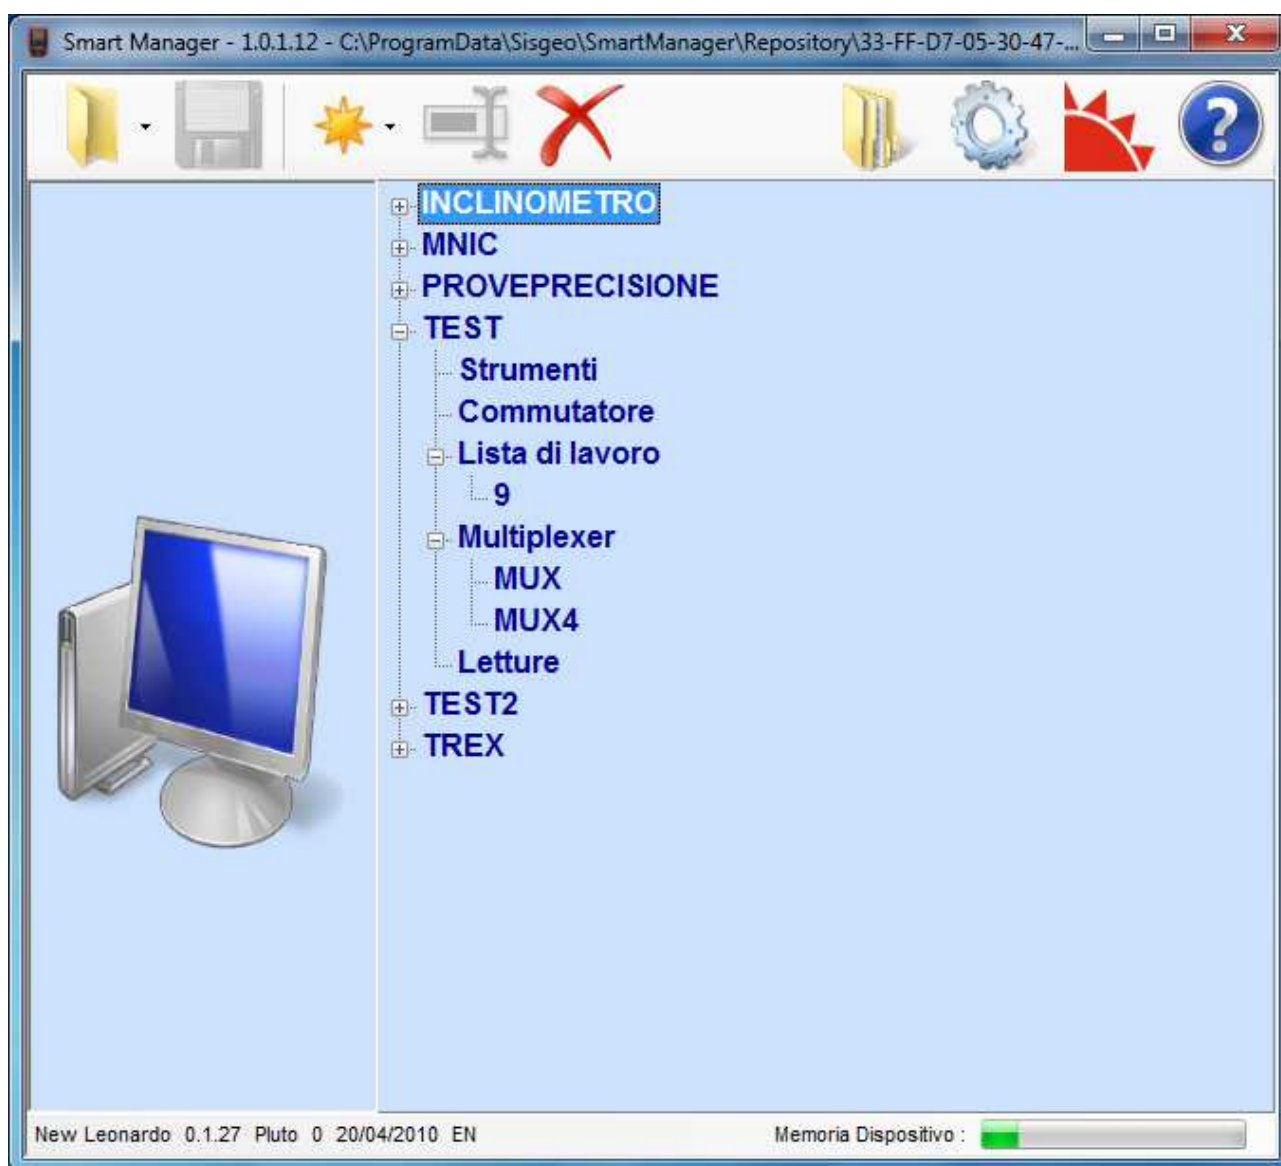 Smart Manager - 1.0.1.12 - C:\ProgramData\Sisgeo\SmartManager\Repository\33-FF-D7-05-30-47-...
INCLINOMETRO
MNIC
PROVEPRECISIONE
TEST
Strumenti
Commutatore
Lista di lavoro
9
Multiplexer
MUX
MUX4
Letture
TEST2
TREX
New Leonardo 0.1.27 Pluto 0 20/04/2010 EN Memoria Dispositivo :